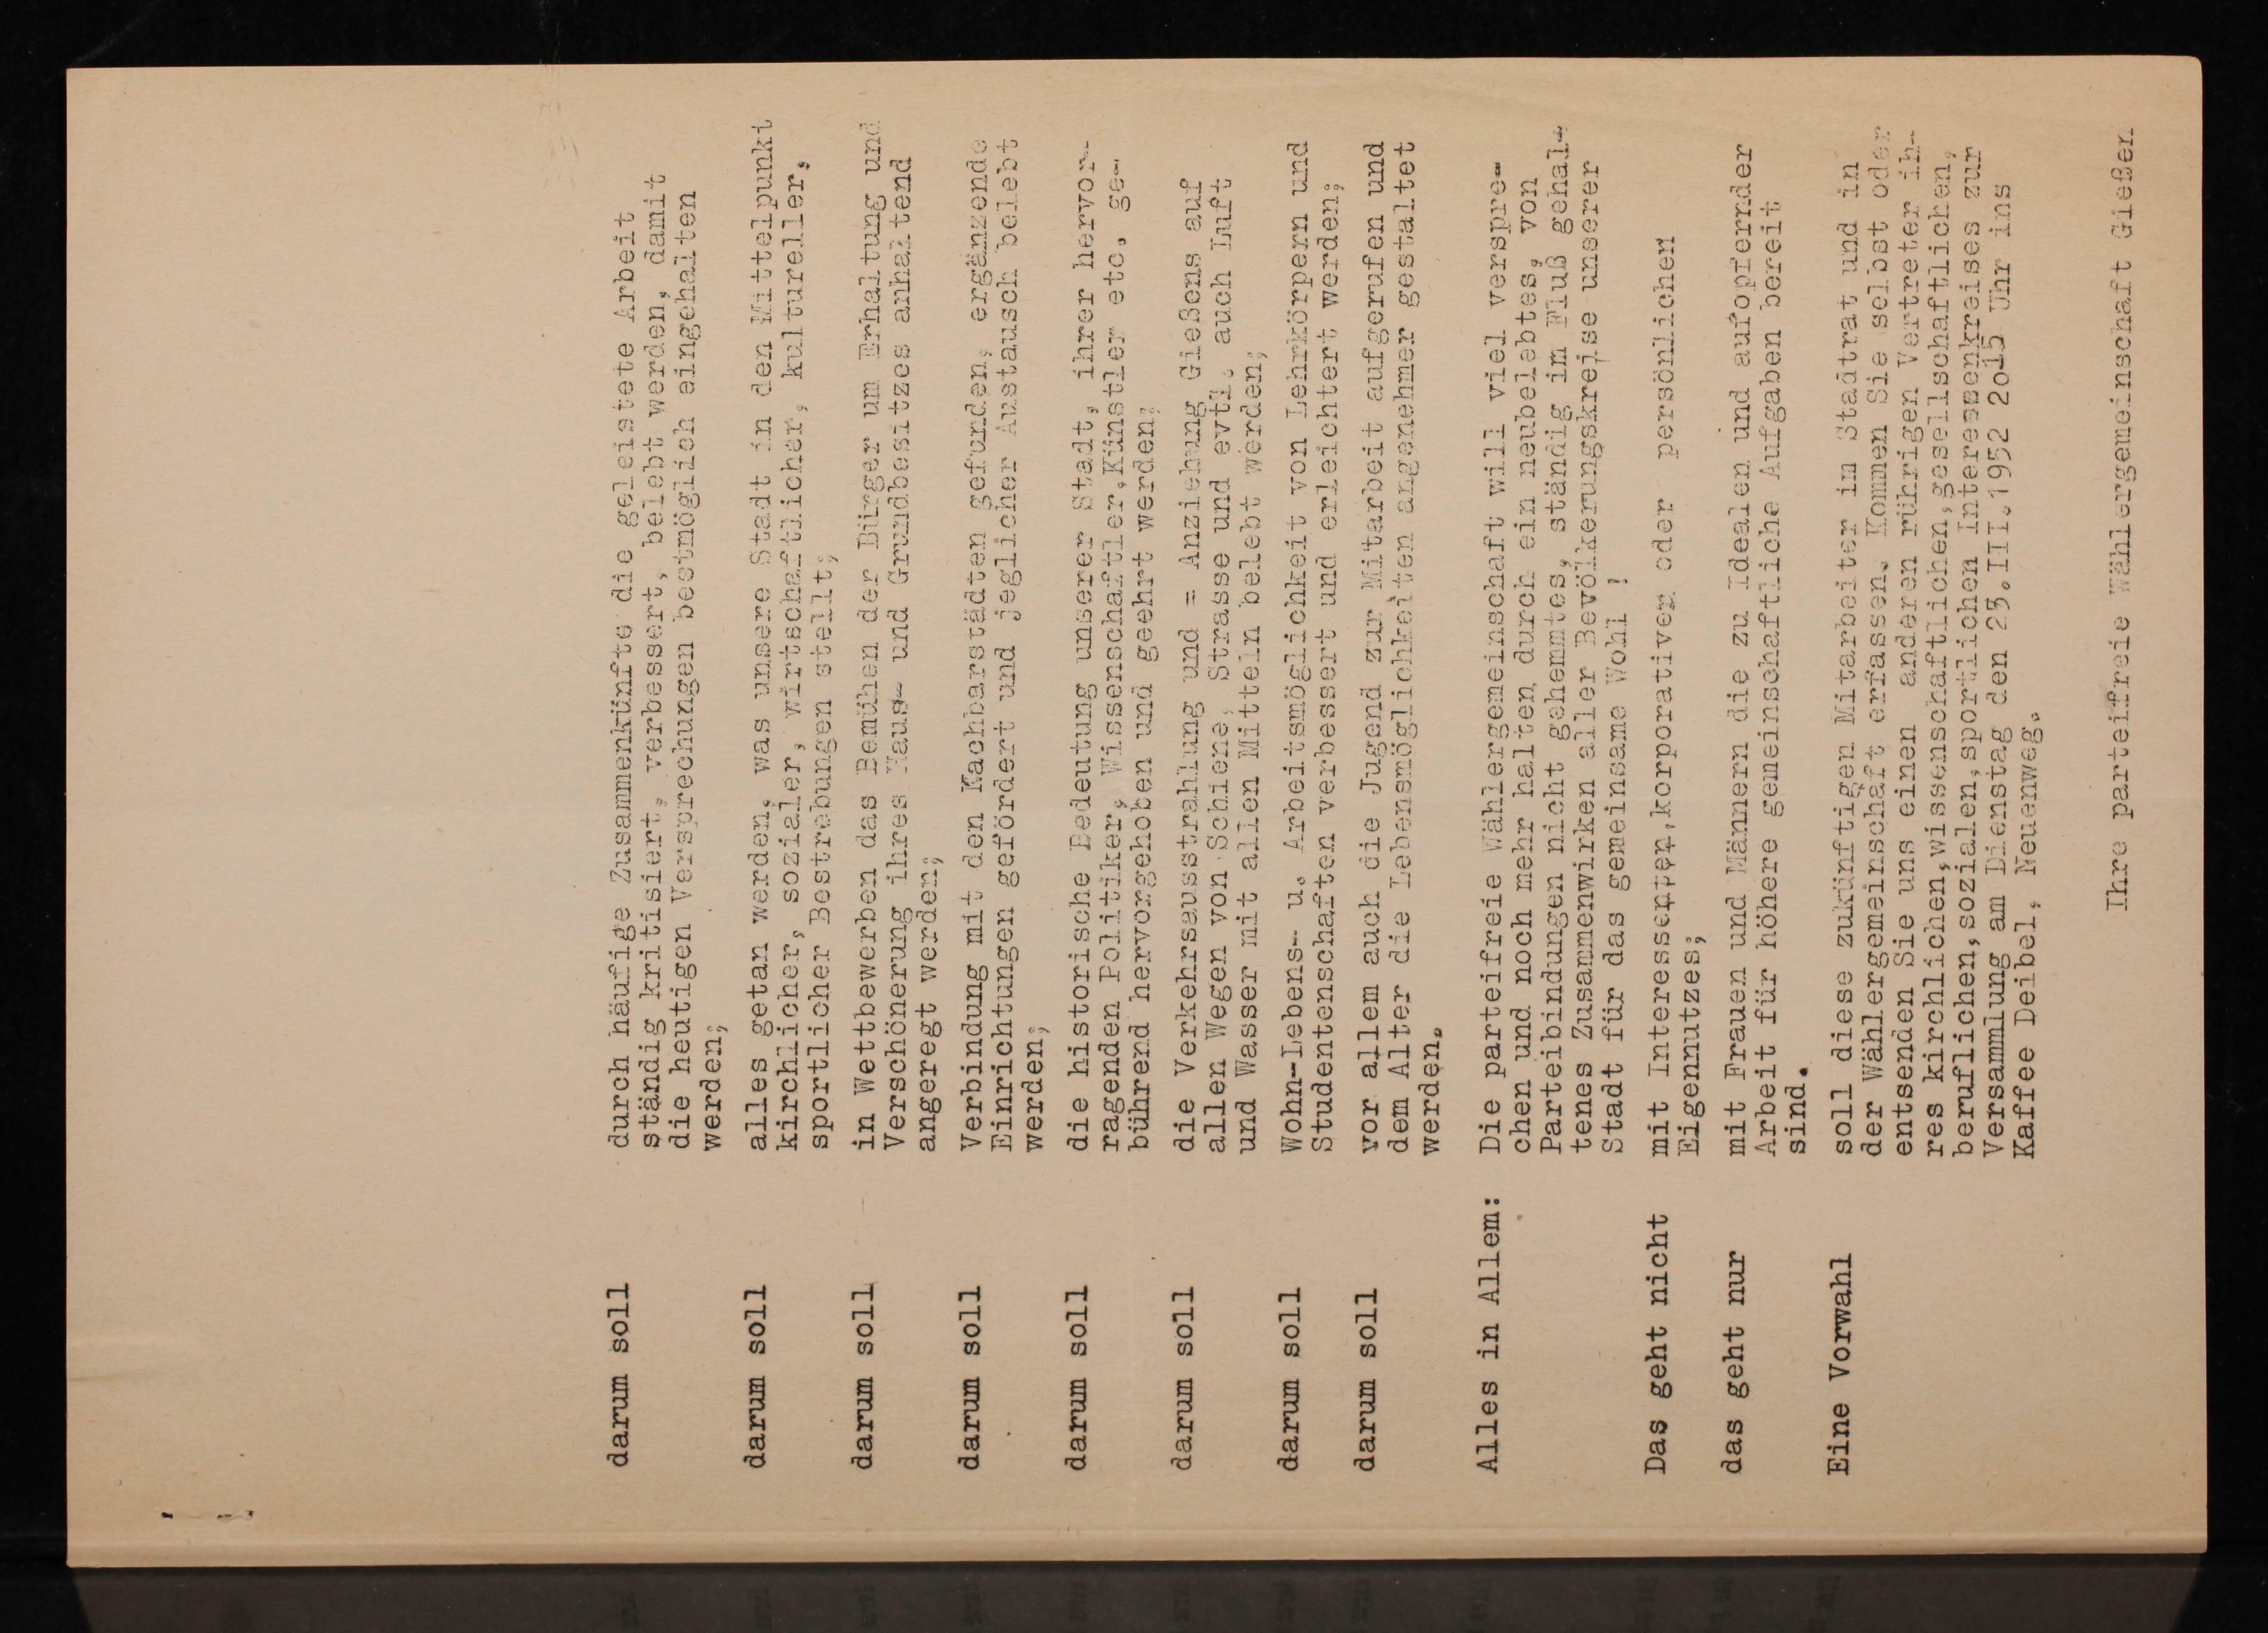 darum soll durch häufige Zusammenkünfte die geleistete Arbeit
ständig kritisiert, verbessert, belebt werden, damit
die heutigen Versprechungen bestmöglich eingehalten
werden;
darum soll alles getan werden, was unsere Stadt in den Mittelpunkt
kirchlicher, sozialer, wirtschaftlicher, kultureller,
sportlicher Bestrebungen stellt;
darum soll in Wettbewerben das Bemühen der Bürger um Erhaltung und
Verschönerung ihres Haus- und Grundbesitzes anhaltend
angeregt werden;
darum soll Verbindung mit den Nachbarstädten gefunden, ergänzende
Einrichtungen gefördert und jeglicher Austausch belebt
werden;
darum soll die historische Bedeutung unserer Stadt, ihrer hervor-
ragenden Politiker, Wissenschaftler,Künstler etc. ge-
bührend hervorgehoben und geehrt werden;
darum soll die Verkehrsausstrahlung und = Anziehung Gießens auf
allen Wegen von Schiene, Strasse und evtl. auch Luft
und Wasser mit allen Mitteln belebt werden;
darum soll Wohn-Lebens- u. Arbeitsmöglichkeit von Lehrkörpern und
Studentenschaften verbessert und erleichtert werden;
darum soll vor allem auch die Jugend zur Mitarbeit aufgerufen und
dem Alter die Lebensmöglichkeiten angenehmer gestaltet
werden.
Alles in Allem: Die parteifreie Wählergemeinschaft will viel verspre-
chen und noch mehr halten, durch ein neubelebtes, von
Parteibindungen nicht gehemmtes, ständig im Fluß gehal-
tenes Zusammenwirken aller Bevölkerungskreise unserer
Stadt für das gemeinsame Wohl !
Das geht nicht mit Interessenten,korporativen oder persönlichen
Eigennutzes;
das geht nur mit Frauen und Männern die zu Idealen und aufopfernder
Arbeit für höhere gemeinschaftliche Aufgaben bereit
sind.
Eine Vorwahl soll diese zukünftigen Mitarbeiter in Stadtrat und in
der Wählergemeinschaft erfassen. Kommen Sie selbst oder
entsenden Sie uns einen anderen rührigen Vertreter ih-
res kirchlichen,wissenschaftlichen,gesellschaftlichen,
beruflichen,sozialen,sportlichen Interessenkreises zur
Versammlung am Dienstag den 23.III.1952 2o15 Uhr ins
Kaffee Deibel, Neuenweg.
Ihre parteifreie Wählergemeinschaft Gießen